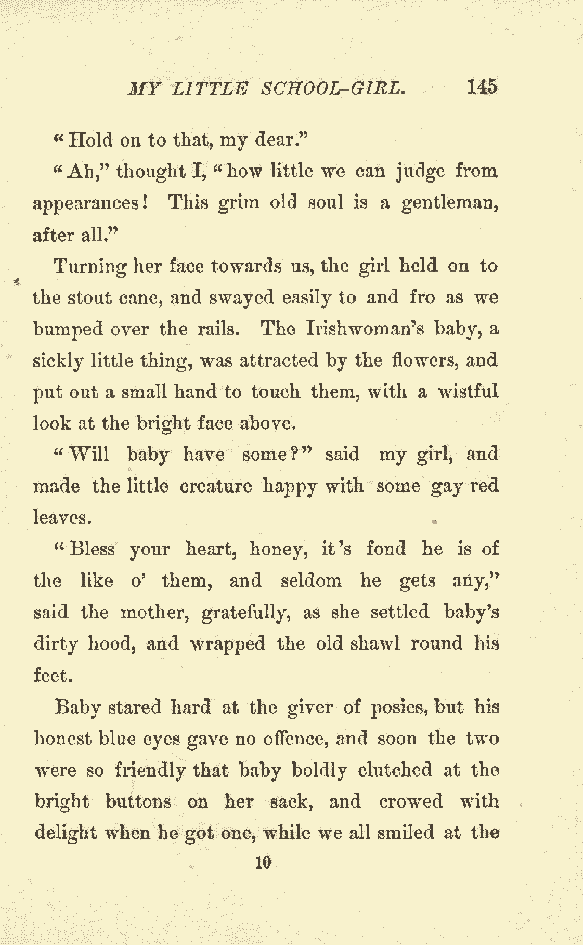 MY LITTLE SCHOOL-GIRL. 145
“Hold on to that, my dear.”
“Ah,” thought I, “how little we can judge from
appearances! This grim old soul is a gentleman,
after all.”
Turning her face towards us, the girl held on to
the stout cane, and swayed easily to and fro as we
bumped over the rails. The Irishwoman’s baby, a
sickly little thing, was attracted by the flowers, and
put out a small hand to touch them, with a wistful
look at the bright face above.
“Will baby have some?” said my girl, and
made the little creature happy with some gay red
leaves.
“Bless your heart, honey, it’s fond he is of
the like o’ them, and seldom he gets any,”
said the mother, gratefully, as she settled baby’s
dirty hood, and wrapped the old shawl round his
feet.
Baby stared hard at the giver of posies, but his
honest blue eyes gave no offence, and soon the two
were so friendly that baby boldly clutched at the
bright buttons on her sack, and crowed with
delight when he got one, while we all smiled at the
10